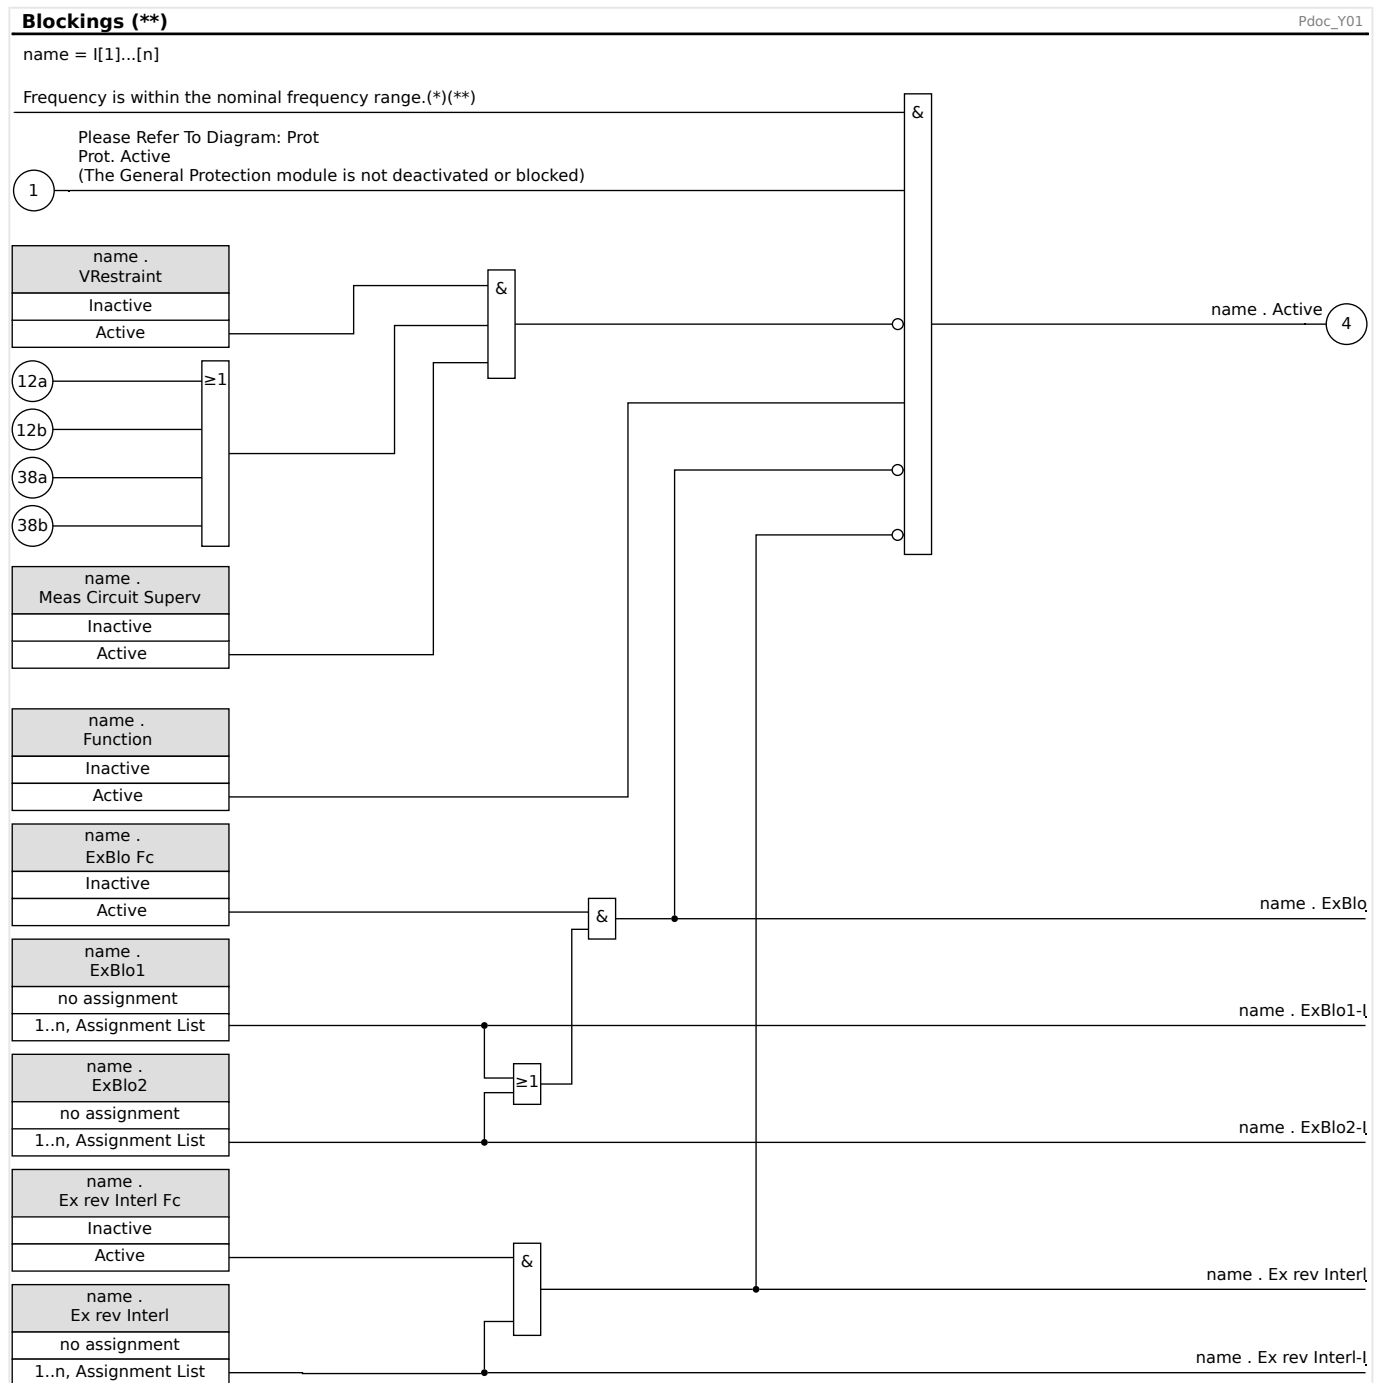 Blockings (**)
Pdoc_Y01
name = I[1]...[n]
Frequency is within the nominal frequency range.(*)(**)
&
Please Refer To Diagram: Prot
Prot. Active
(The General Protection module is not deactivated or blocked)
1
name .
VRestraint
Inactive
Active
&
name . Active
4
12a
≥1
12b
38a
38b
name .
Meas Circuit Superv
Inactive
Active
name .
Function
Inactive
Active
name .
ExBlo Fc
Inactive
Active
&
name . ExBlo
name .
ExBlo1
no assignment
1..n, Assignment List
name . ExBlo1-I
name .
ExBlo2
≥1
no assignment
1..n, Assignment List
name . ExBlo2-I
name .
Ex rev Interl Fc
Inactive
Active
&
name . Ex rev Interl
name .
Ex rev Interl
no assignment
1..n, Assignment List
name . Ex rev Interl-I